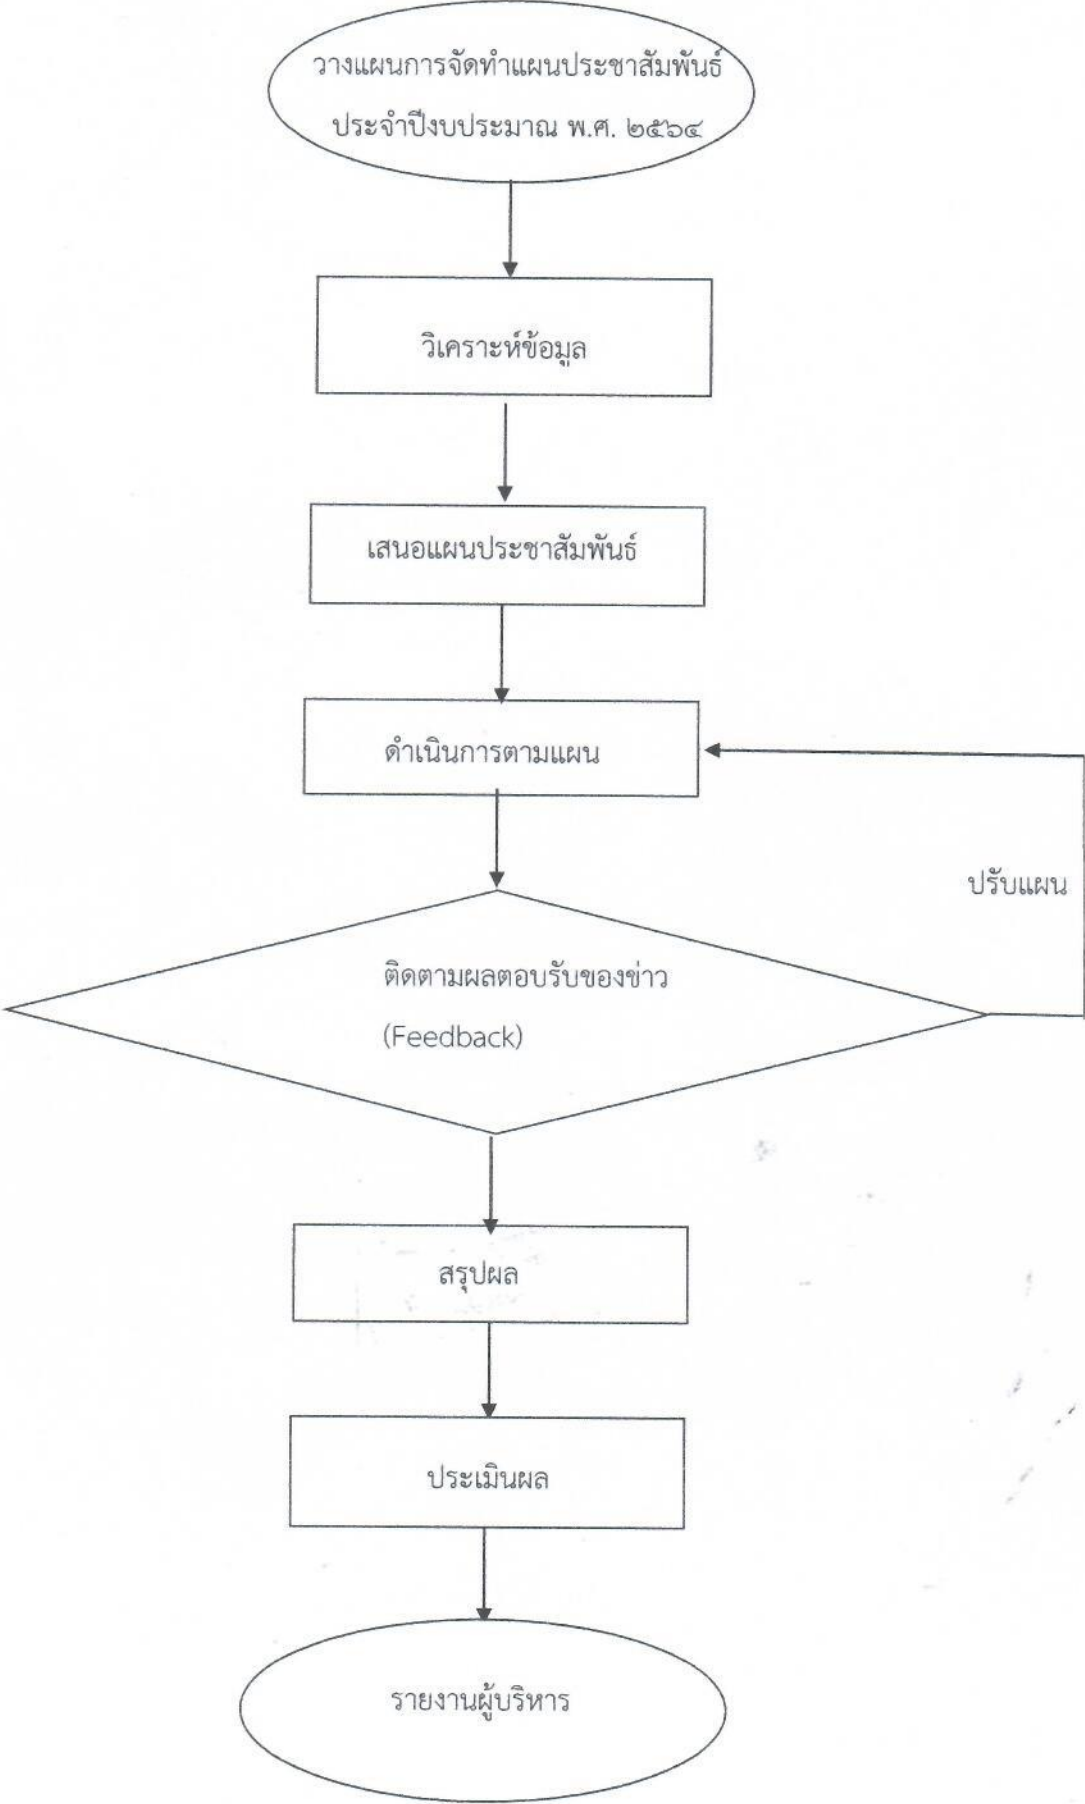 วางแผนการจัดทำแผนประชาสัมพันธ์
ประจำปีงบประมาณ พ.ศ. ๒๕๖๔
วิเคราะห์ข้อมูล
เสนอแผนประชาสัมพันธ์
ดำเนินการตามแผน
ปรับแผน
ติดตามผลตอบรับของข่าว
(Feedback)
สรุปผล
ประเมินผล
รายงานผู้บริหาร